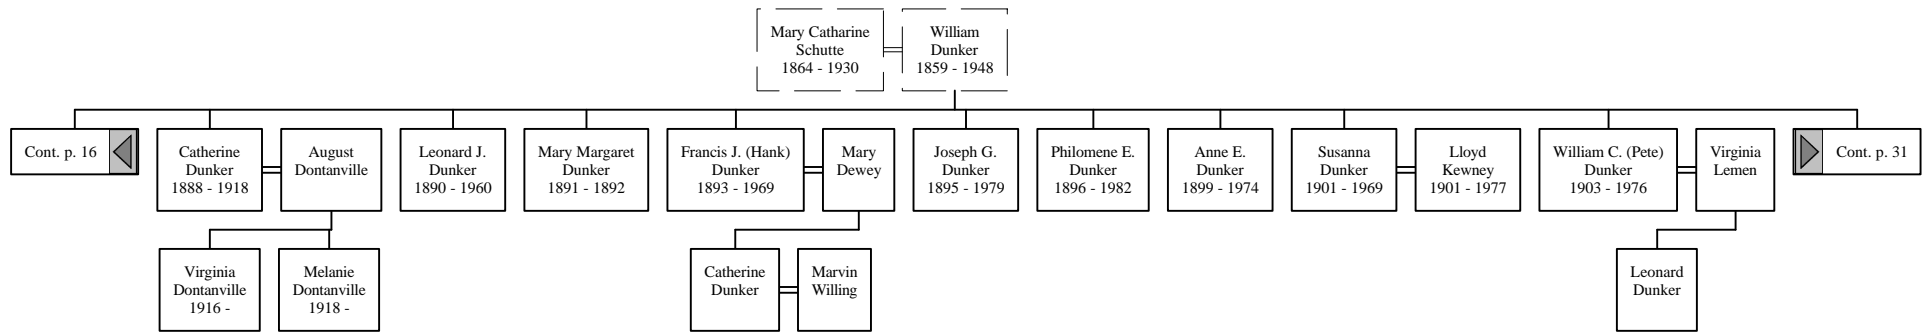 Mary Catharine
Schutte
1864 - 1930
William
Dunker
1859 - 1948
Cont. p. 16
Catherine
Dunker
1888 - 1918
August
Dontanville
Leonard J.
Dunker
1890 - 1960
Mary Margaret
Dunker
1891 - 1892
Francis J. (Hank)
Dunker
1893 - 1969
Mary
Dewey
Joseph G.
Dunker
1895 - 1979
Philomene E.
Dunker
1896 - 1982
Anne E.
Dunker
1899 - 1974
Susanna
Dunker
1901 - 1969
Lloyd
Kewney
1901 - 1977
William C. (Pete)
Dunker
1903 - 1976
Virginia
Lemen
Cont. p. 31
Virginia
Dontanville
1916 -
Melanie
Dontanville
1918 -
Catherine
Dunker
Marvin
Willing
Leonard
Dunker